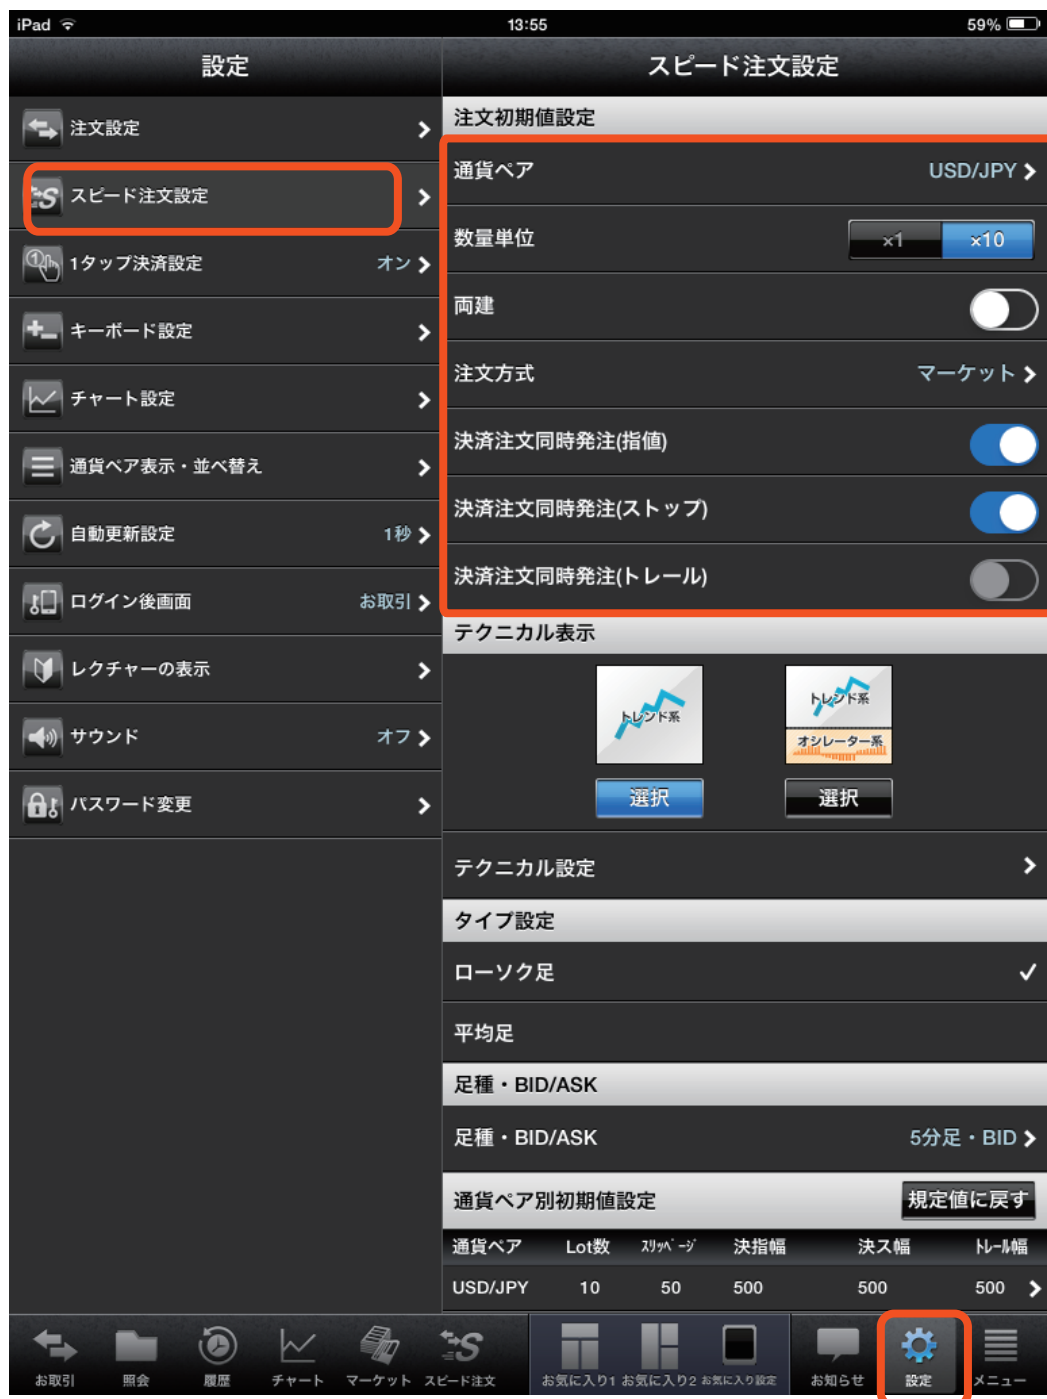 iPad 13:55 59%
設定
スピード注文設定
注文設定
スピード注文設定
1タップ決済設定 オン
キーボード設定
チャート設定
通貨ペア表示・並べ替え
自動更新設定 1秒
ログイン後画面 お取引
レクチャーの表示
サウンド オフ
パスワード変更
注文初期値設定
通貨ペア USD/JPY
数量単位 ×1 ×10
両建
注文方式 マーケット
決済注文同時発注(指値)
決済注文同時発注(ストップ)
決済注文同時発注(トレール)
テクニカル表示
トレンド系 トレンド系
オシレーター系
選択 選択
テクニカル設定
タイプ設定
ローソク足
平均足
足種・BID/ASK
足種・BID/ASK 5分足・BID
通貨ペア別初期値設定 規定値に戻す
通貨ペア Lot数 ｽﾘｯﾍﾟｰｼﾞ 決指幅 決ス幅 ﾄﾚｰﾙ幅
USD/JPY 10 50 500 500 500
お取引 照会 履歴 チャート マーケット スピード注文 お気に入り1 お気に入り2 お気に入り設定 お知らせ 設定 メニュー